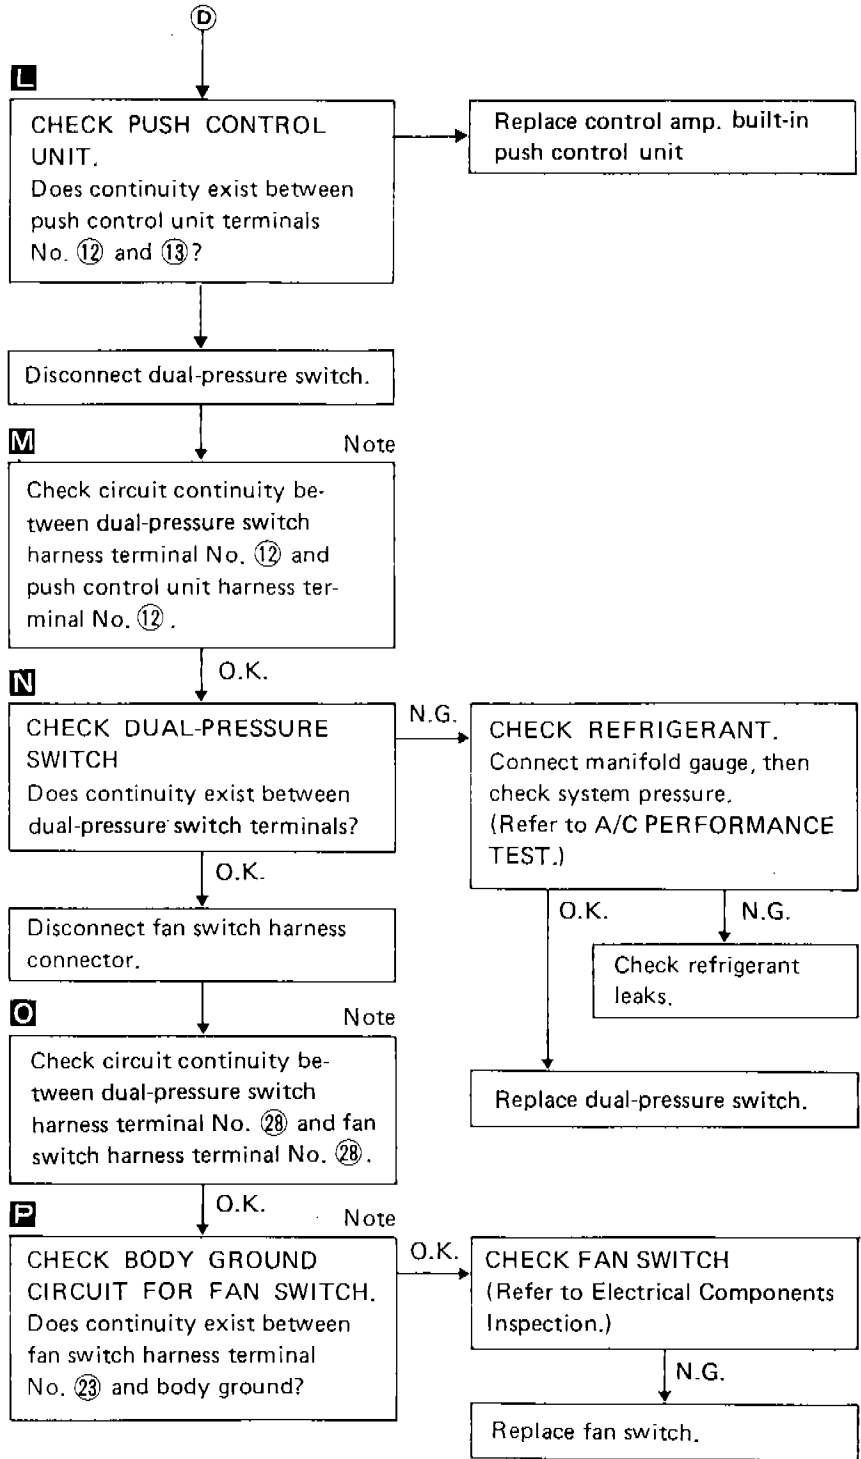 D
L
CHECK PUSH CONTROL
UNIT.
Does continuity exist between
push control unit terminals
No. ⑫ and ⑬?
Replace control amp. built-in
push control unit
Disconnect dual-pressure switch.
M
Note
Check circuit continuity be-
tween dual-pressure switch
harness terminal No. ⑫ and
push control unit harness ter-
minal No. ⑫.
O.K.
N
CHECK DUAL-PRESSURE
SWITCH
Does continuity exist between
dual-pressure switch terminals?
N.G.
CHECK REFRIGERANT.
Connect manifold gauge, then
check system pressure.
(Refer to A/C PERFORMANCE
TEST.)
O.K.
O.K.
N.G.
Disconnect fan switch harness
connector.
Check refrigerant
leaks.
O
Note
Check circuit continuity be-
tween dual-pressure switch
harness terminal No. ㉘ and fan
switch harness terminal No. ㉘.
Replace dual-pressure switch.
O.K.
P
Note
CHECK BODY GROUND
CIRCUIT FOR FAN SWITCH.
Does continuity exist between
fan switch harness terminal
No. ㉓ and body ground?
O.K.
CHECK FAN SWITCH
(Refer to Electrical Components
Inspection.)
N.G.
Replace fan switch.